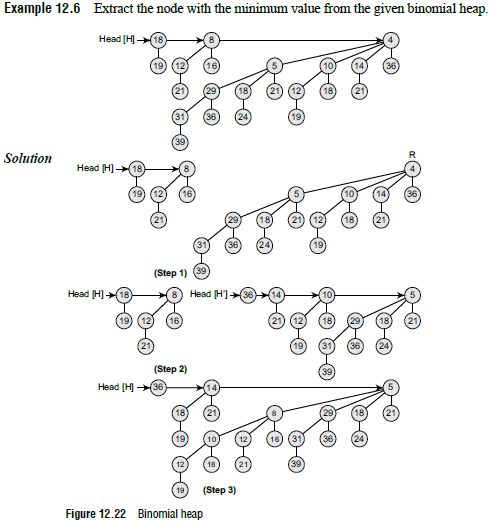 Example 12.6 Extract the node with the minimum value from the given binomial heap.
Head [H] 18 8 4
19 12 16 5 10 14 36
21 29 18 21 12 18 21
31 36 24 19
39
Solution
R
Head [H] 18 8 4
19 12 16 5 10 14 36
21 29 18 21 12 18 21
31 36 24 19
(Step 1) 39
Head [H] 18 8 Head [H'] 36 14 10 5
19 12 16 21 12 18 29 18 21
21 19 31 36 24
(Step 2) 39
Head [H] 36 14 5
18 21 8 29 18 21
19 10 12 16 31 36 24
12 18 21 39
19 (Step 3)
Figure 12.22 Binomial heap